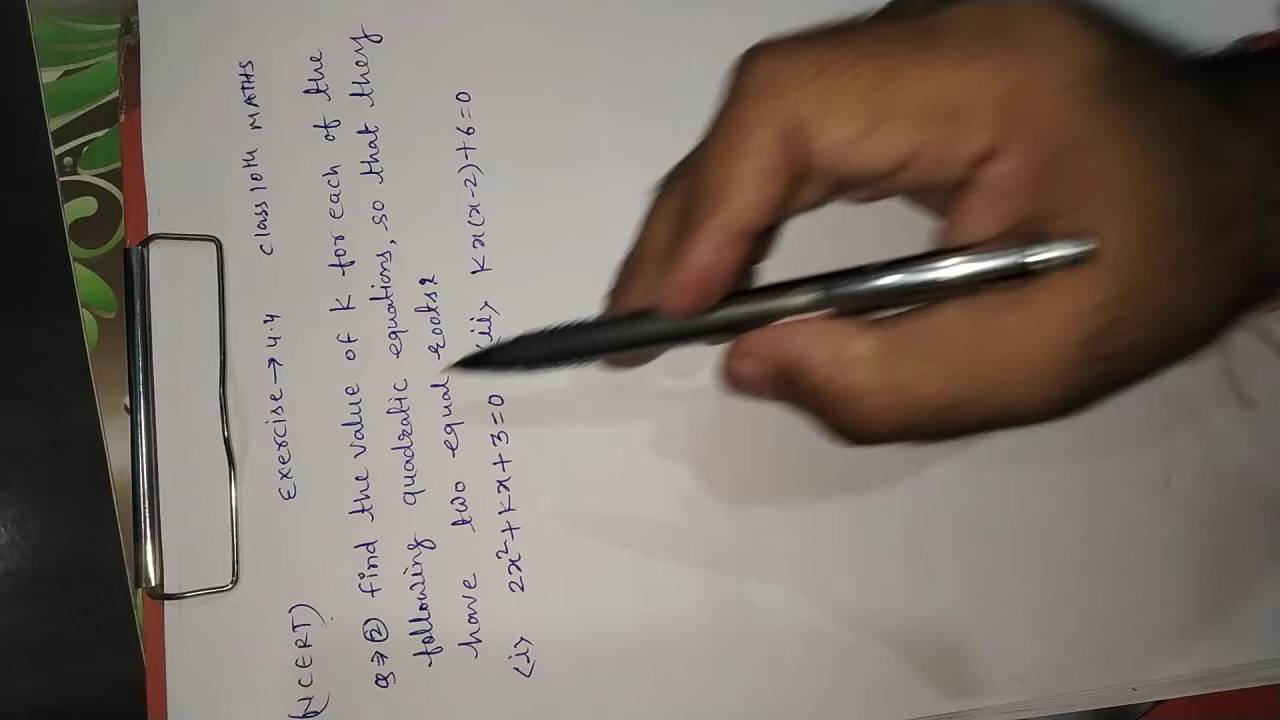 (NCERT) Exercise→4.4 class 10th MATHS
Q⇒② find the value of K for each of the
following quadratic equations, so that they
have two equal roots?
(i) 2x²+Kx+3=0 (ii) Kx(x-2)+6=0